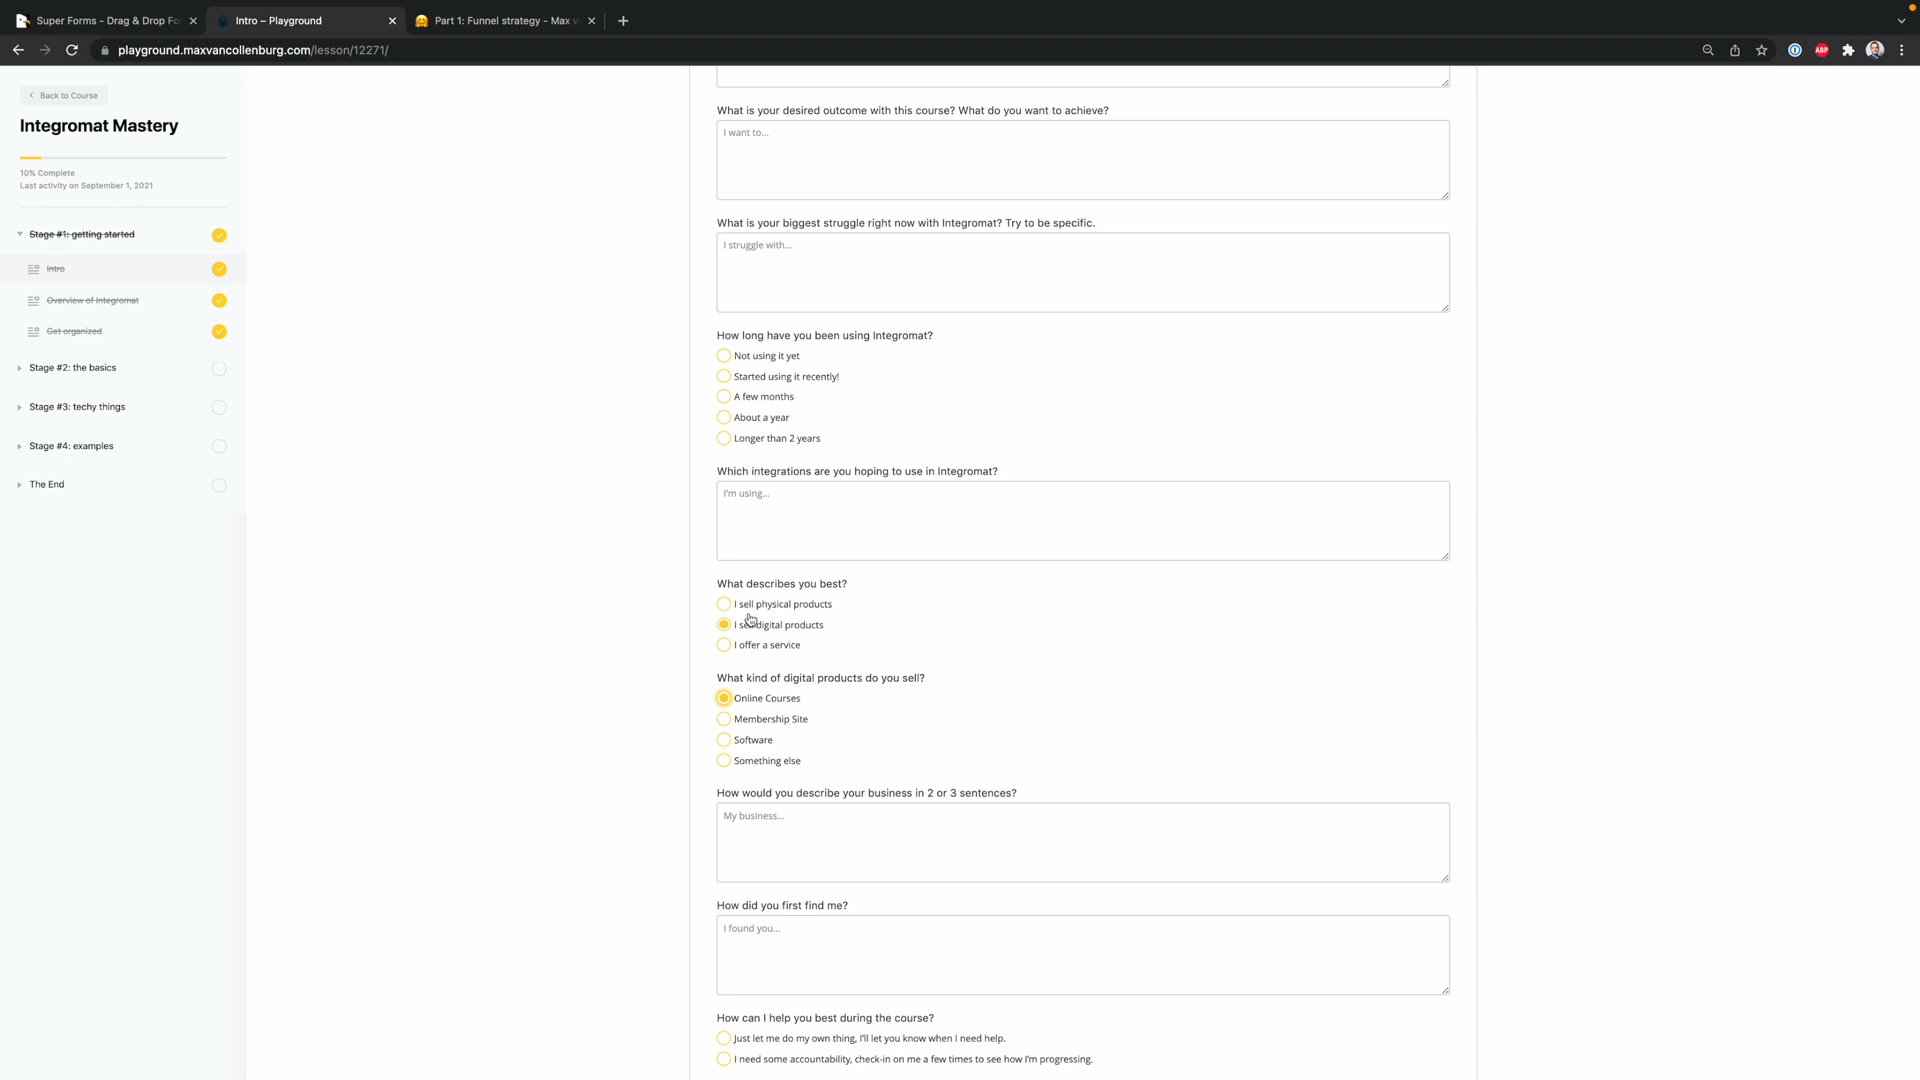 Super Forms - Drag & Drop Fo
Intro – Playground
Part 1: Funnel strategy - Max v
playground.maxvancollenburg.com/lesson/12271/
ABP
Back to Course
Integromat Mastery
10% Complete
Last activity on September 1, 2021
Stage #1: getting started
Intro
Overview of Integromat
Get organized
Stage #2: the basics
Stage #3: techy things
Stage #4: examples
The End
What is your desired outcome with this course? What do you want to achieve?
I want to...
What is your biggest struggle right now with Integromat? Try to be specific.
I struggle with...
How long have you been using Integromat?
Not using it yet
Started using it recently!
A few months
About a year
Longer than 2 years
Which integrations are you hoping to use in Integromat?
I'm using...
What describes you best?
I sell physical products
I sell digital products
I offer a service
What kind of digital products do you sell?
Online Courses
Membership Site
Software
Something else
How would you describe your business in 2 or 3 sentences?
My business...
How did you first find me?
I found you...
How can I help you best during the course?
Just let me do my own thing, I'll let you know when I need help.
I need some accountability, check-in on me a few times to see how I'm progressing.